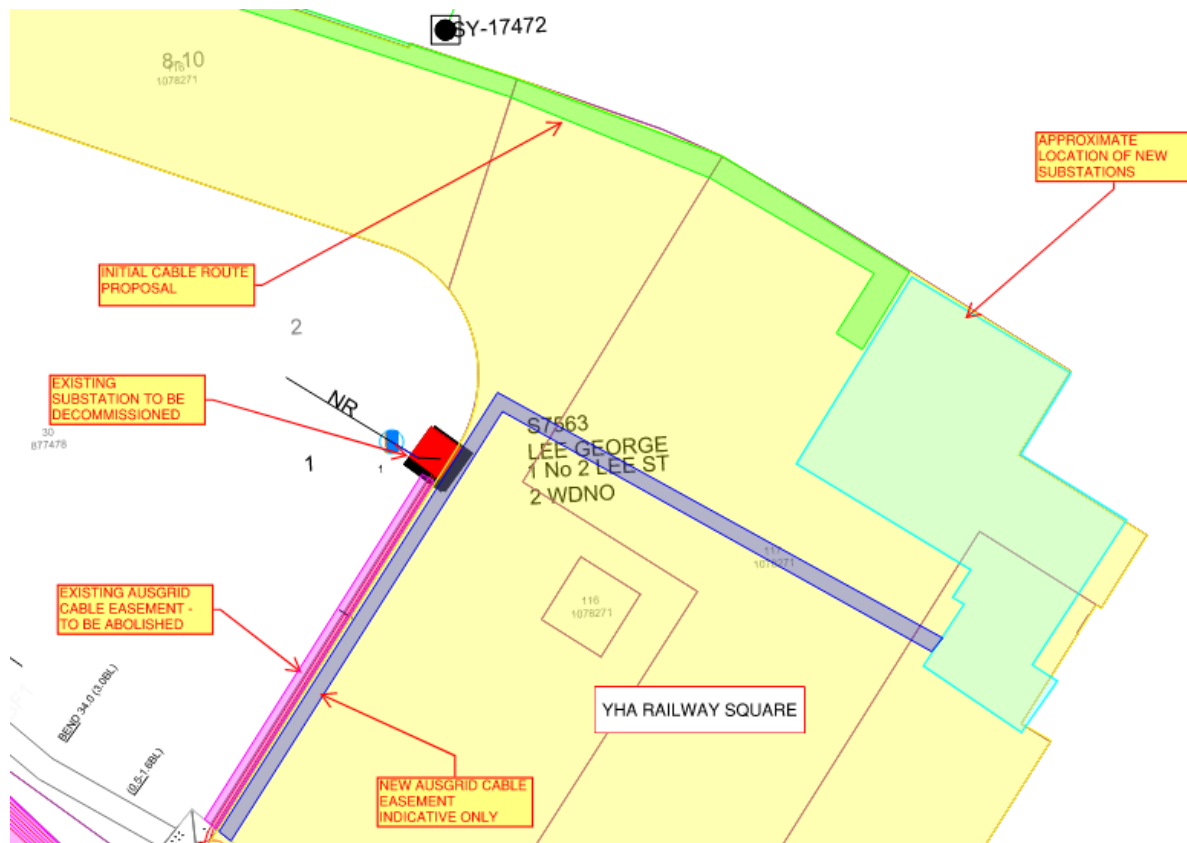 SY-17472
8-10
118
1078271
APPROXIMATE
LOCATION OF NEW
SUBSTATIONS
INITIAL CABLE ROUTE
PROPOSAL
2
EXISTING
SUBSTATION TO BE
DECOMMISSIONED
NR
30
877478
1
1
S7563
LEE GEORGE
1 No 2 LEE ST
2 WDNO
117
1078271
EXISTING AUSGRID
CABLE EASEMENT -
TO BE ABOLISHED
116
1078271
BEND 34.0 (3.0BL)
YHA RAILWAY SQUARE
(0.5-1.6BL)
NEW AUSGRID CABLE
EASEMENT
INDICATIVE ONLY